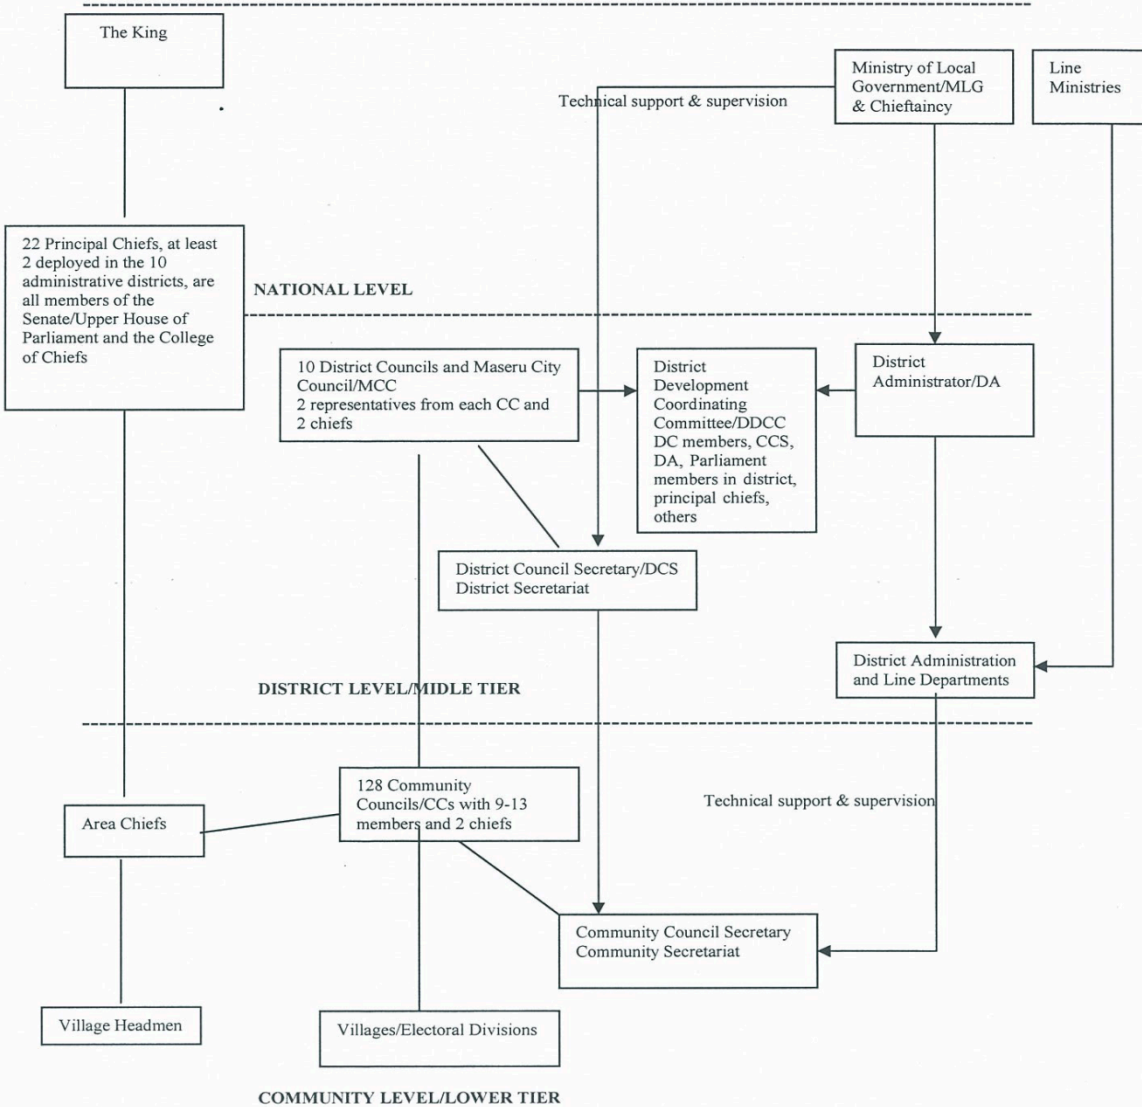 The King
Ministry of Local
Government/MLG
& Chieftaincy
Line
Ministries
Technical support & supervision
22 Principal Chiefs, at least
2 deployed in the 10
administrative districts, are
all members of the
Senate/Upper House of
Parliament and the College
of Chiefs
NATIONAL LEVEL
10 District Councils and Maseru City
Council/MCC
2 representatives from each CC and
2 chiefs
District
Development
Coordinating
Committee/DDCC
DC members, CCS,
DA, Parliament
members in district,
principal chiefs,
others
District
Administrator/DA
District Council Secretary/DCS
District Secretariat
District Administration
and Line Departments
DISTRICT LEVEL/MIDLE TIER
128 Community
Councils/CCs with 9-13
members and 2 chiefs
Area Chiefs
Technical support & supervision
Community Council Secretary
Community Secretariat
Village Headmen
Villages/Electoral Divisions
COMMUNITY LEVEL/LOWER TIER